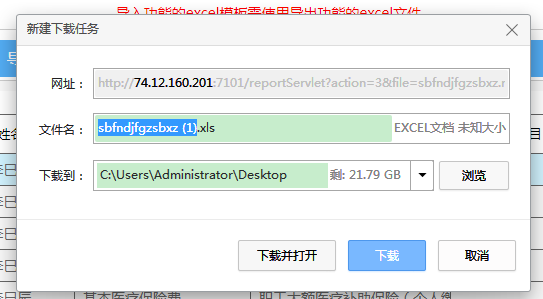 导入功能的excel模板需使用导出功能的excel文件
新建下载任务
网址： http://74.12.160.201:7101/reportServlet?action=3&file=sbfndjfgzsbxz.r
文件名： sbfndjfgzsbxz (1).xls EXCEL文档 未知大小
下载到： C:\Users\Administrator\Desktop 剩: 21.79 GB 浏览
下载并打开 下载 取消
基本医疗保险费 职工大额医疗补助保险（个人缴